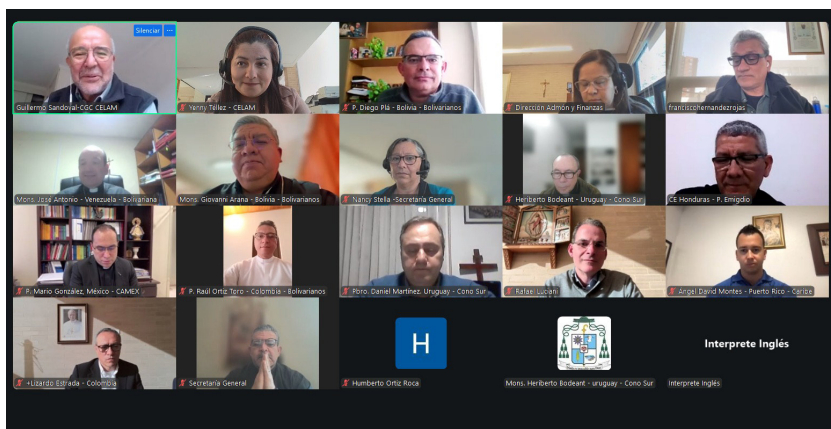 Silenciar ...
Guillermo Sandoval-CGC CELAM
Yenny Téllez - CELAM
P. Diego Plá - Bolivia - Bolivarianos
Dirección Admón y Finanzas
franciscohernandezrojas
Mons. José Antonio - Venezuela - Bolivariana
Mons. Giovanni Arana - Bolivia - Bolivarianos
Nancy Stella -Secretaría General
Heriberto Bodeant - Uruguay - Cono Sur
CE Honduras - P. Emigdio
P. Mario González, México - CAMEX
P. Raúl Ortiz Toro - Colombia - Bolivarianos
Pbro. Daniel Martínez. Uruguay - Cono Sur
Rafael Luciani
Angel David Montes - Puerto Rico - Caribe
+Lizardo Estrada - Colombia
Secretaría General
H
Humberto Ortiz Roca
Mons. Heriberto Bodeant - uruguay - Cono Sur
Interprete Inglés
Interprete Inglés